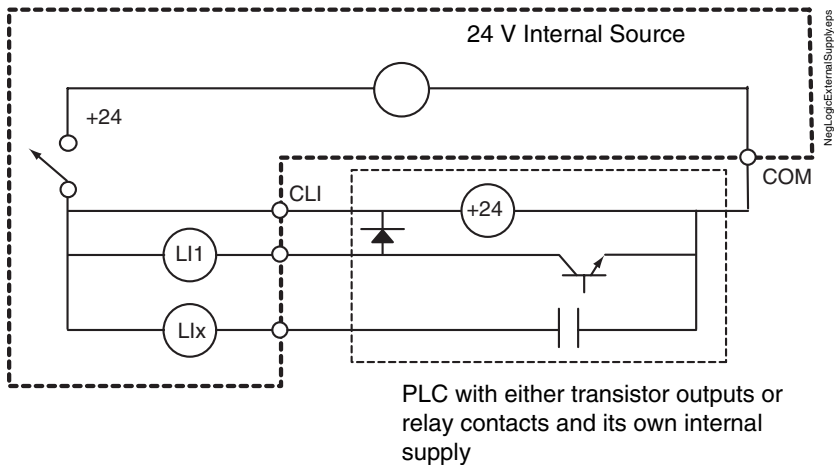 24 V Internal Source
+24
COM
CLI
+24
LI1
LIx
PLC with either transistor outputs or
relay contacts and its own internal
supply
NegLogicExternalSupply.eps